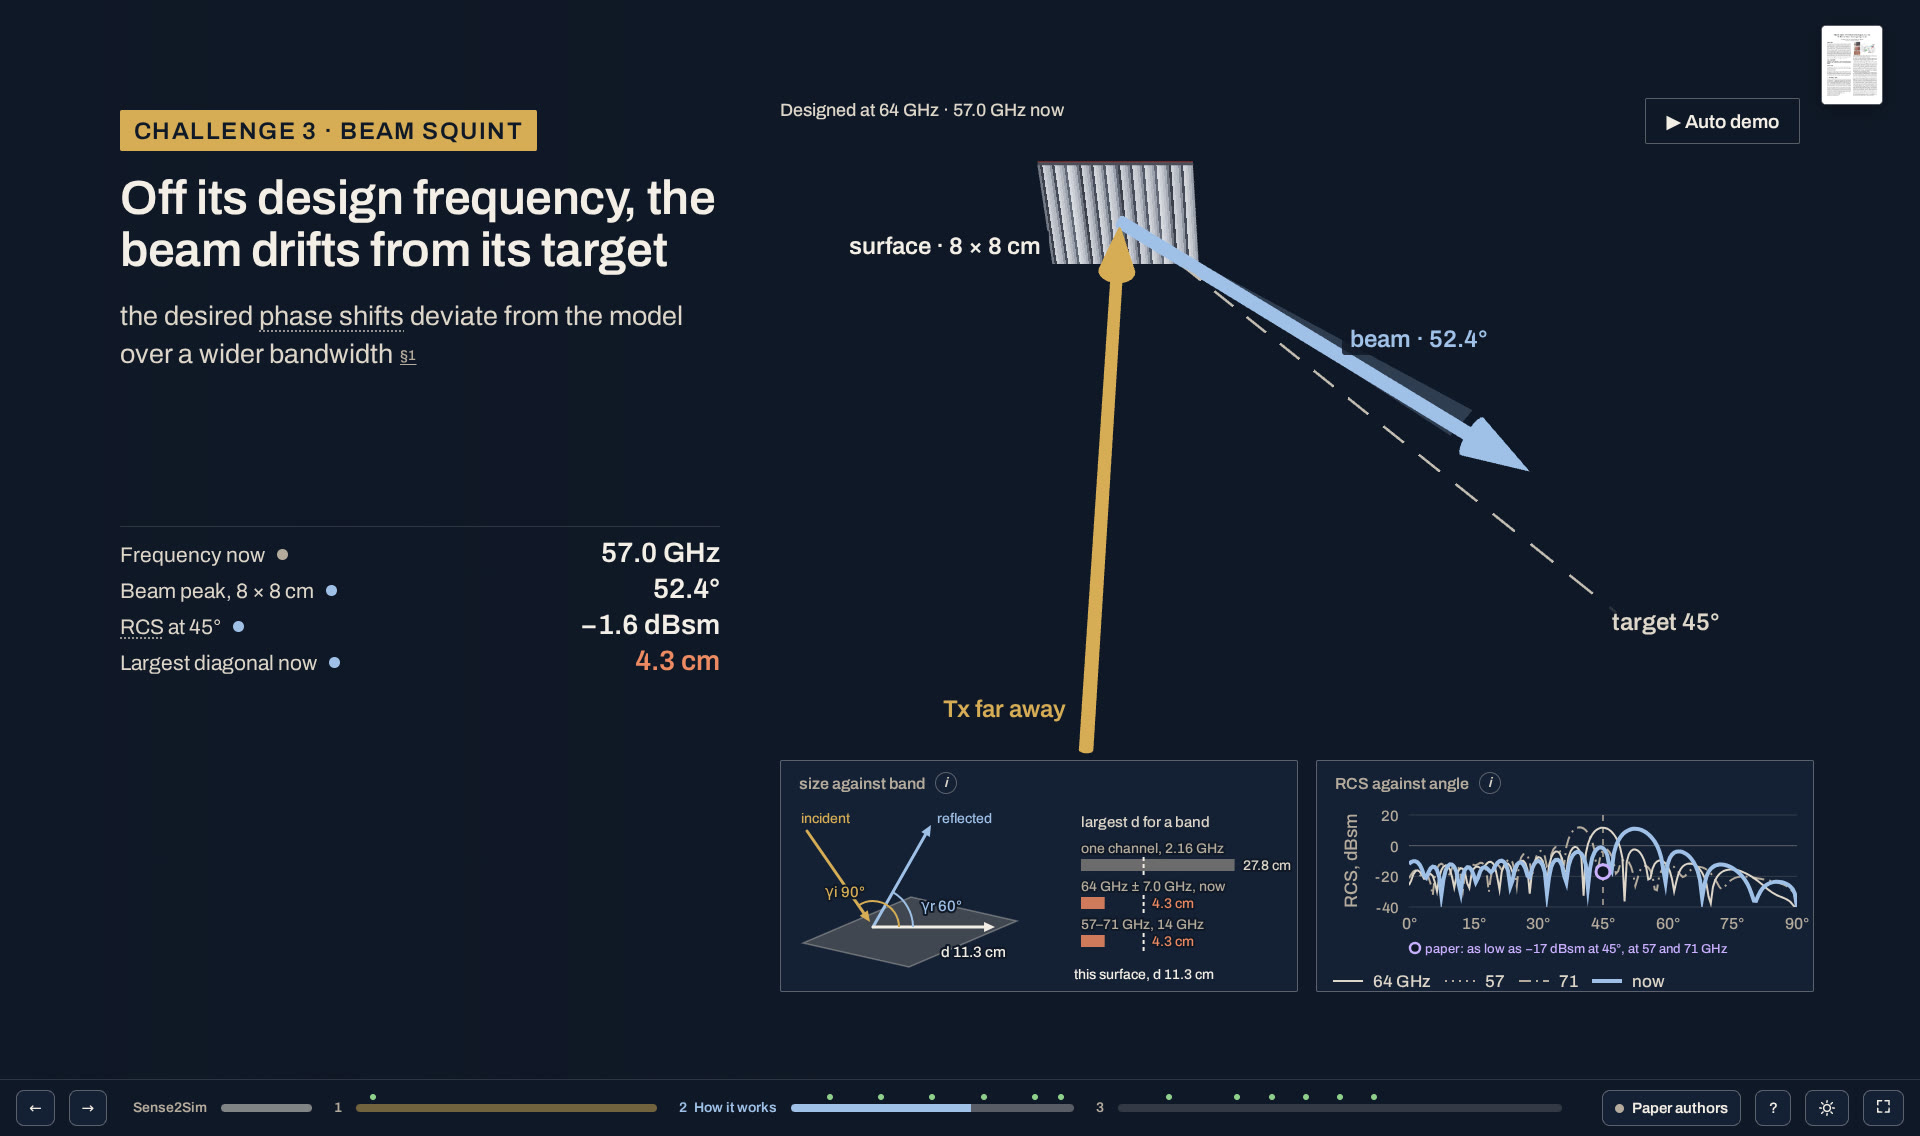 CHALLENGE 3 · BEAM SQUINT
Off its design frequency, the
beam drifts from its target
the desired phase shifts deviate from the model
over a wider bandwidth §1
Frequency now 57.0 GHz
Beam peak, 8 × 8 cm 52.4°
RCS at 45° −1.6 dBsm
Largest diagonal now 4.3 cm
Designed at 64 GHz · 57.0 GHz now
▶ Auto demo
surface · 8 × 8 cm
beam · 52.4°
target 45°
Tx far away
size against band i
incident
reflected
γi 90°
γr 60°
d 11.3 cm
largest d for a band
one channel, 2.16 GHz
27.8 cm
64 GHz ± 7.0 GHz, now
4.3 cm
57–71 GHz, 14 GHz
4.3 cm
this surface, d 11.3 cm
RCS against angle i
RCS, dBsm
20
0
-20
-40
0° 15° 30° 45° 60° 75° 90°
paper: as low as −17 dBsm at 45°, at 57 and 71 GHz
64 GHz 57 71 now
← → Sense2Sim 1 2 How it works 3 Paper authors ?